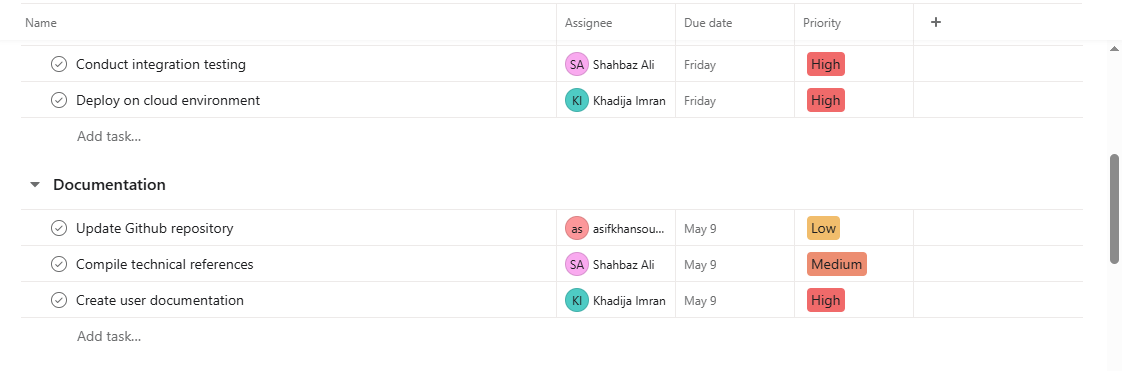 Name Assignee Due date Priority +
Conduct integration testing SA Shahbaz Ali Friday High
Deploy on cloud environment KI Khadija Imran Friday High
Add task...
Documentation
Update Github repository as asifkhansou... May 9 Low
Compile technical references SA Shahbaz Ali May 9 Medium
Create user documentation KI Khadija Imran May 9 High
Add task...